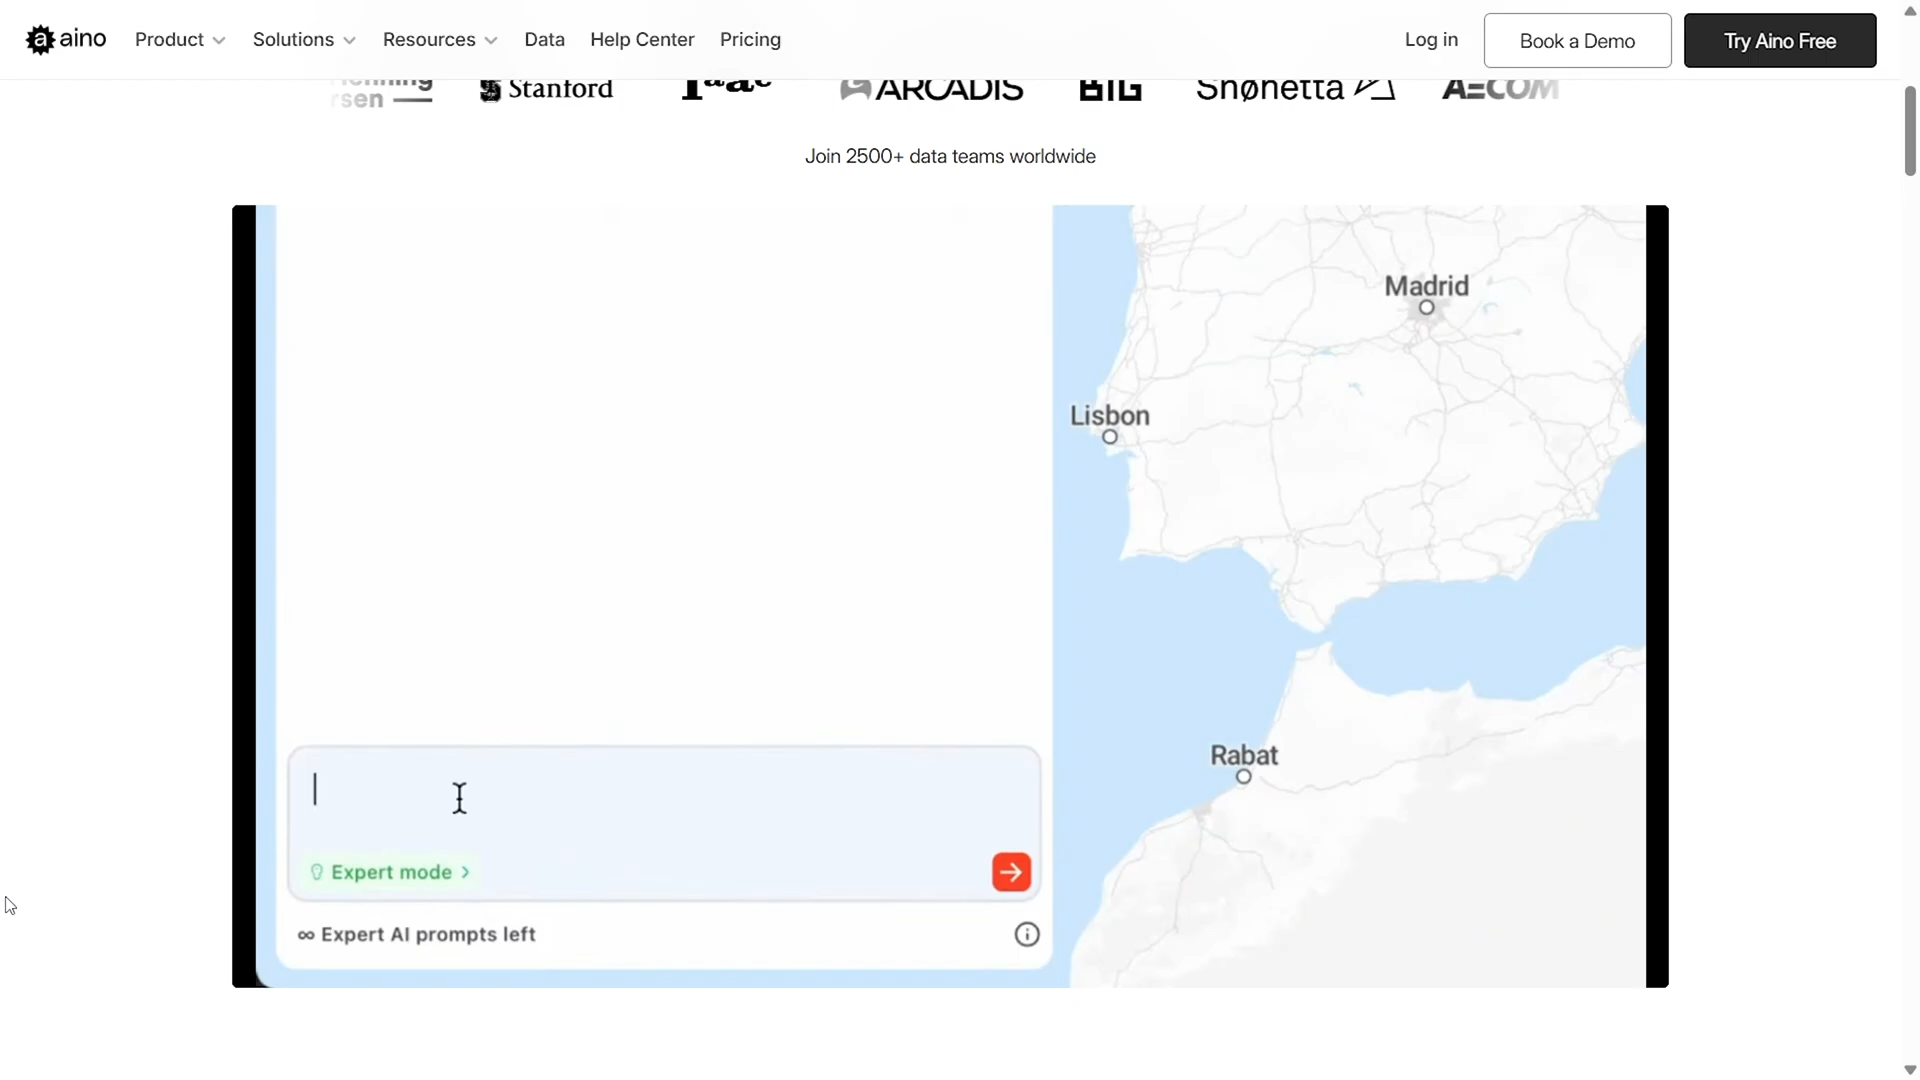 aino
Product
Solutions
Resources
Data
Help Center
Pricing
Log in
Book a Demo
Try Aino Free
Stanford
ARCADIS
BIG
Snøhetta
AECOM
Join 2500+ data teams worldwide
Madrid
Lisbon
Rabat
Expert mode >
∞ Expert AI prompts left